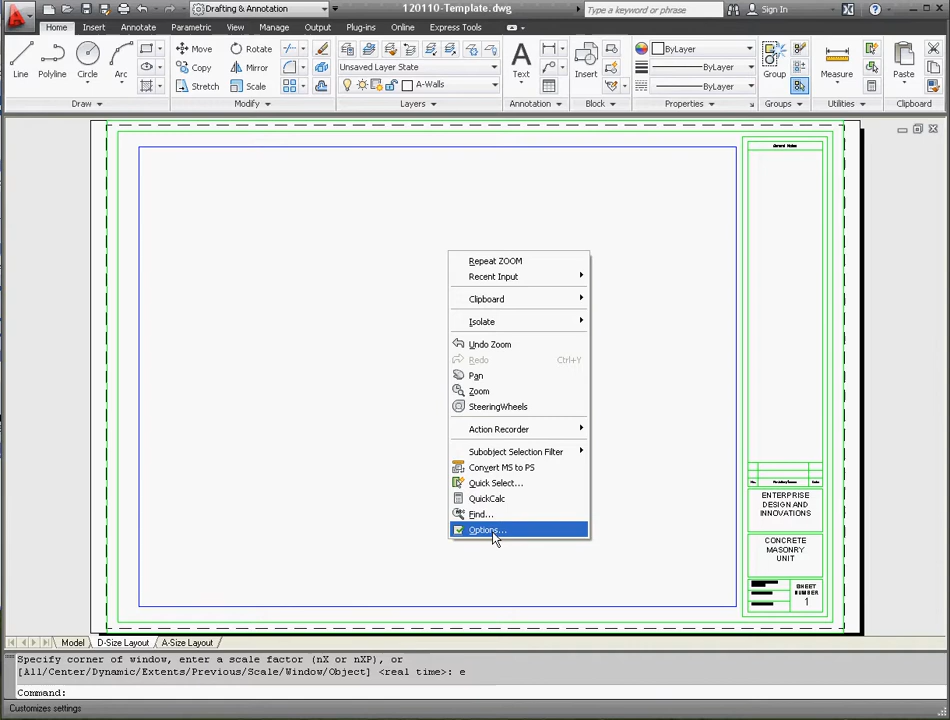 Drafting & Annotation
120110-Template.dwg
Type a keyword or phrase
Sign In
Home
Insert
Annotate
Parametric
View
Manage
Output
Plug-ins
Online
Express Tools
Line
Polyline
Circle
Arc
Move
Rotate
Copy
Mirror
Stretch
Scale
Unsaved Layer State
A-Walls
Text
Insert
ByLayer
ByLayer
ByLayer
Group
Measure
Paste
Draw
Modify
Layers
Annotation
Block
Properties
Groups
Utilities
Clipboard
General Notes
Repeat ZOOM
Recent Input
Clipboard
Isolate
Undo Zoom
Redo Ctrl+Y
Pan
Zoom
SteeringWheels
Action Recorder
Subobject Selection Filter
Convert MS to PS
Quick Select...
QuickCalc
Find...
Options...
No. Revision/Issue Date
ENTERPRISE
DESIGN AND
INNOVATIONS
CONCRETE
MASONRY
UNIT
SHEET
NUMBER
1
Model
D-Size Layout
A-Size Layout
Specify corner of window, enter a scale factor (nX or nXP), or
[All/Center/Dynamic/Extents/Previous/Scale/Window/Object] <real time>: e
Command:
Customizes settings